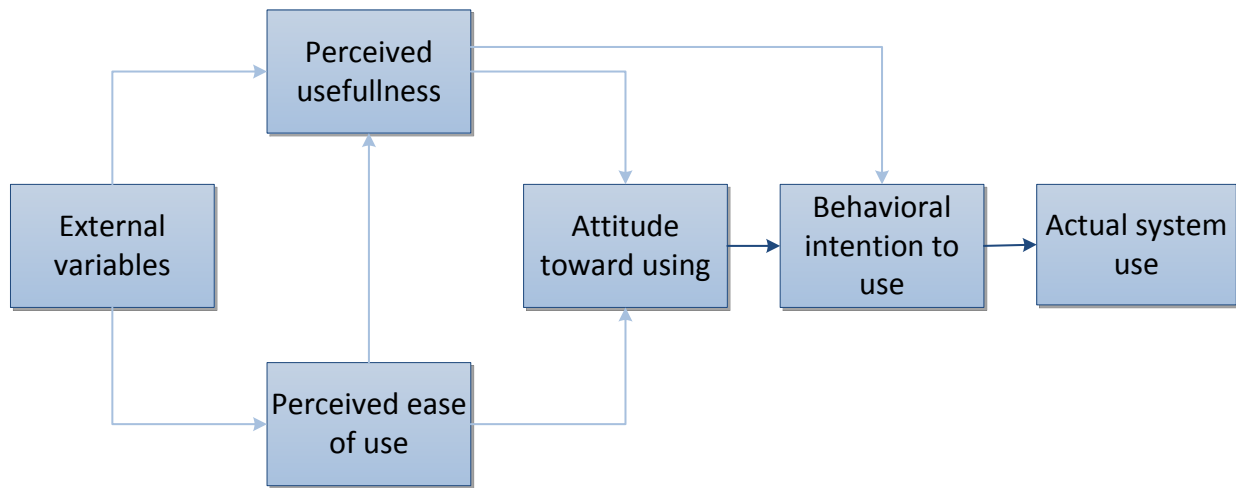 Perceived
usefullness
External
variables
Attitude
toward using
Behavioral
intention to
use
Actual system
use
Perceived ease
of use